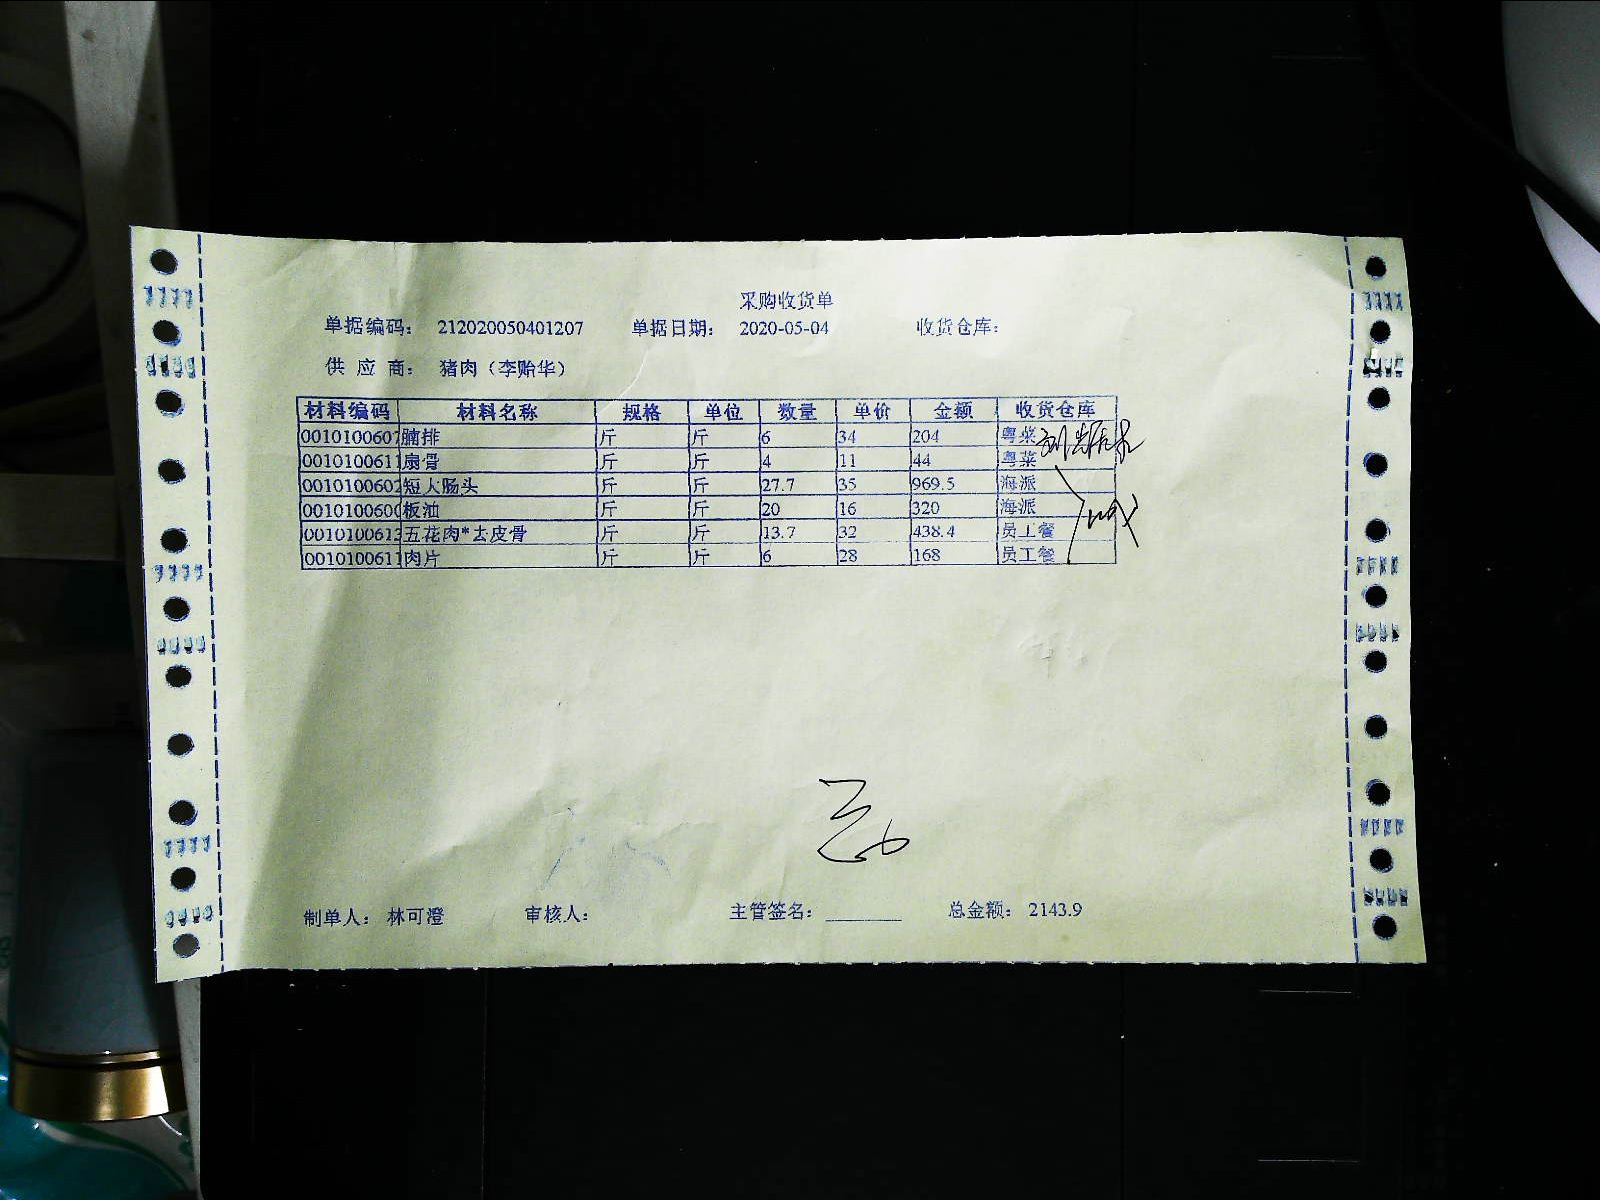 采购收货单
单据编码： 212020050401207 单据日期： 2020-05-04 收货仓库：
供 应 商： 猪肉（李贻华）
材料编码 材料名称 规格 单位 数量 单价 金额 收货仓库
0010100607 腩排 斤 斤 6 34 204 粤菜
0010100611 扇骨 斤 斤 4 11 44 粤菜
0010100602 短大肠头 斤 斤 27.7 35 969.5 海派
001010060 板油 斤 斤 20 16 320 海派
0010100613 五花肉*去皮骨 斤 斤 13.7 32 438.4 员工餐
0010100611 肉片 斤 斤 6 28 168 员工餐
制单人： 林可澄 审核人： 主管签名： 总金额： 2143.9